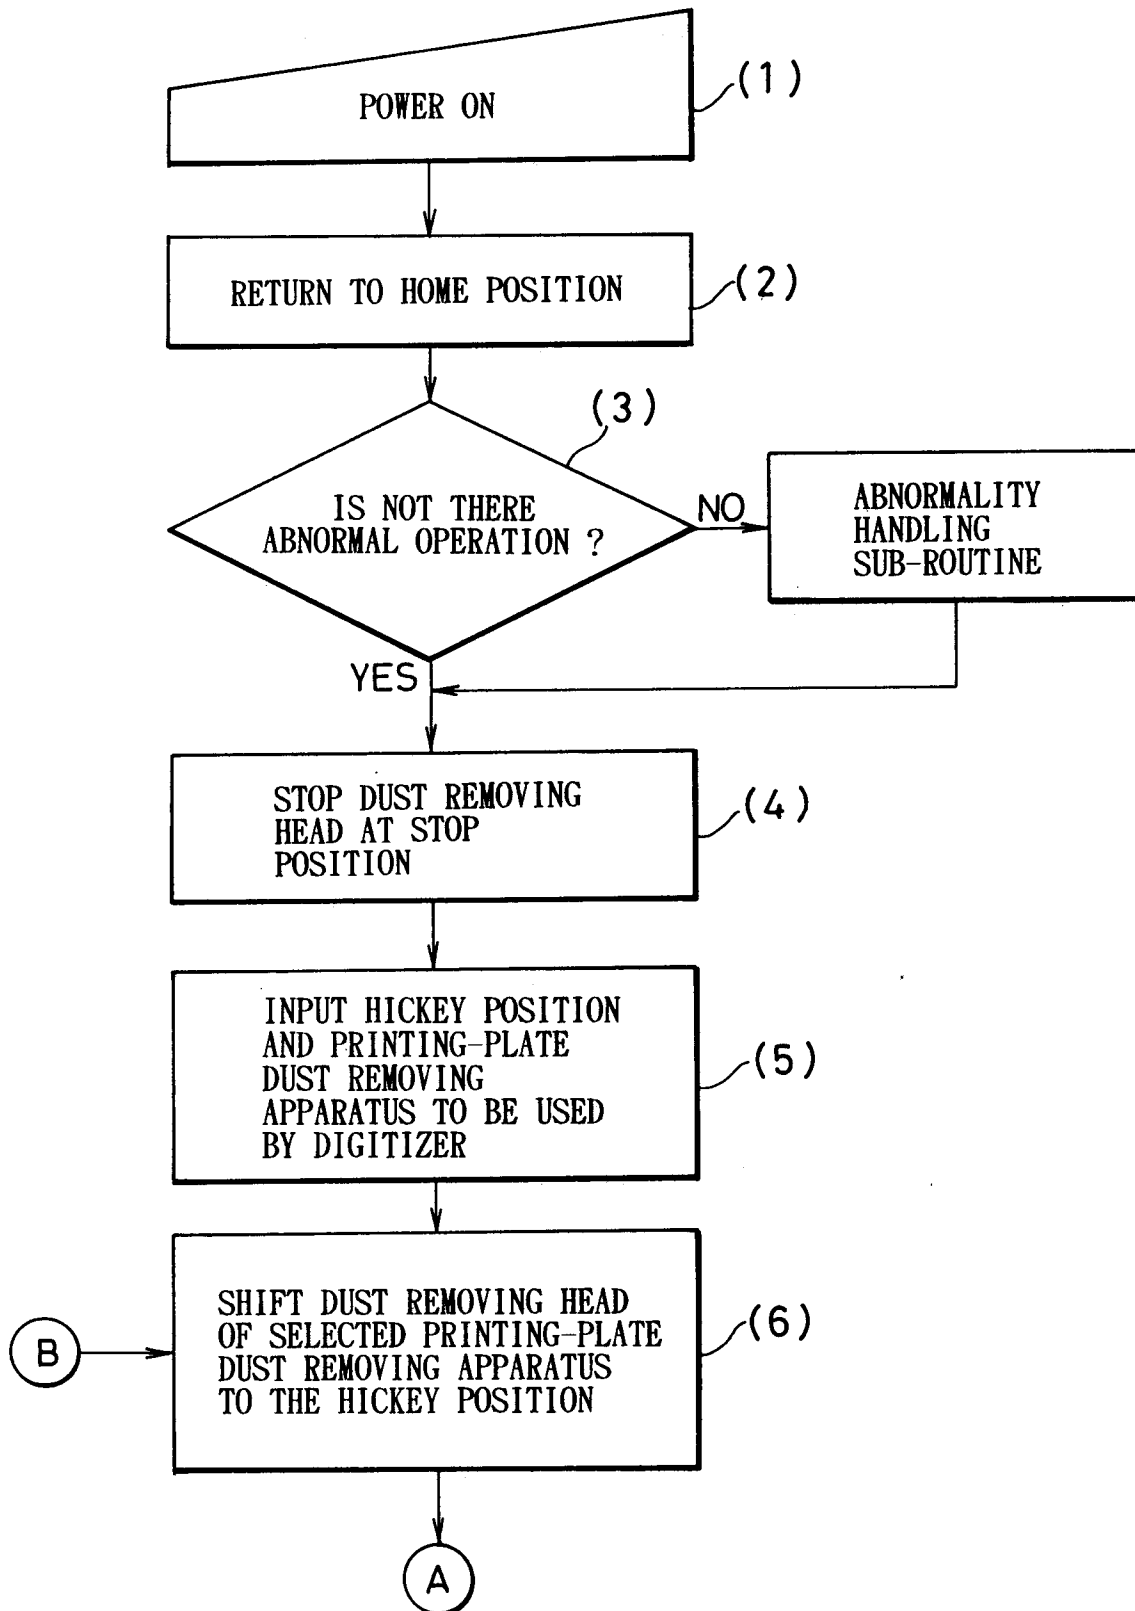 POWER ON
(1)
RETURN TO HOME POSITION
(2)
(3)
IS NOT THERE
ABNORMAL OPERATION ?
NO
ABNORMALITY
HANDLING
SUB-ROUTINE
YES
STOP DUST REMOVING
HEAD AT STOP
POSITION
(4)
INPUT HICKEY POSITION
AND PRINTING-PLATE
DUST REMOVING
APPARATUS TO BE USED
BY DIGITIZER
(5)
SHIFT DUST REMOVING HEAD
OF SELECTED PRINTING-PLATE
DUST REMOVING APPARATUS
TO THE HICKEY POSITION
(6)
B
A